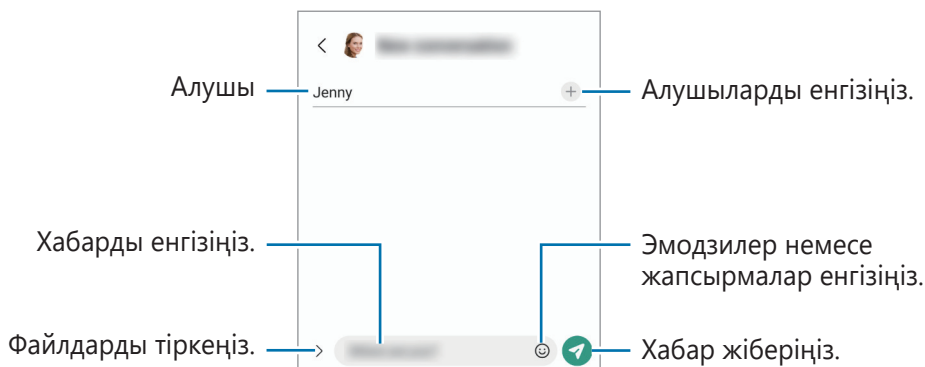 Алушы
Jenny
Алушыларды енгізіңіз.
Хабарды енгізіңіз.
Эмодзилер немесе
жапсырмалар енгізіңіз.
Файлдарды тіркеңіз.
Хабар жіберіңіз.